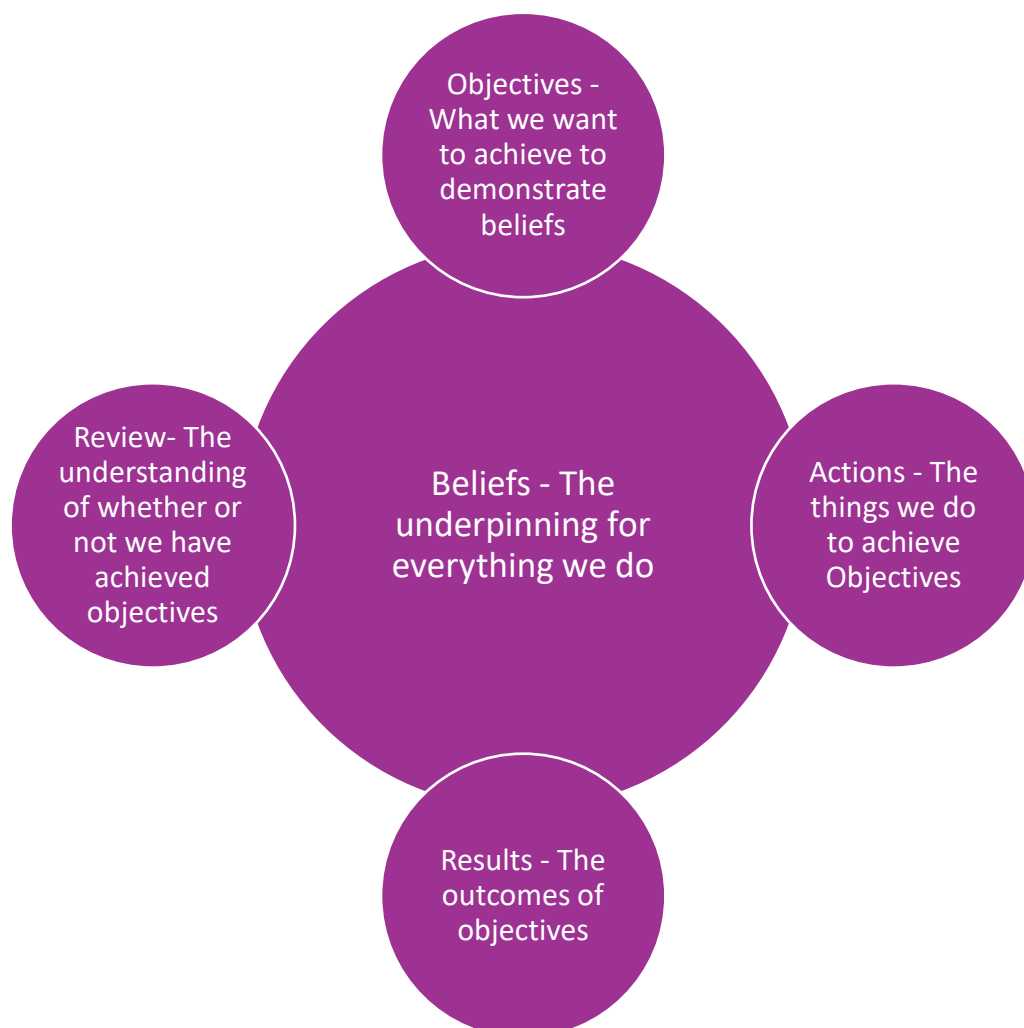 Objectives -
What we want
to achieve to
demonstrate
beliefs
Review- The
understanding
of whether or
not we have
achieved
objectives
Beliefs - The
underpinning for
everything we do
Actions - The
things we do
to achieve
Objectives
Results - The
outcomes of
objectives